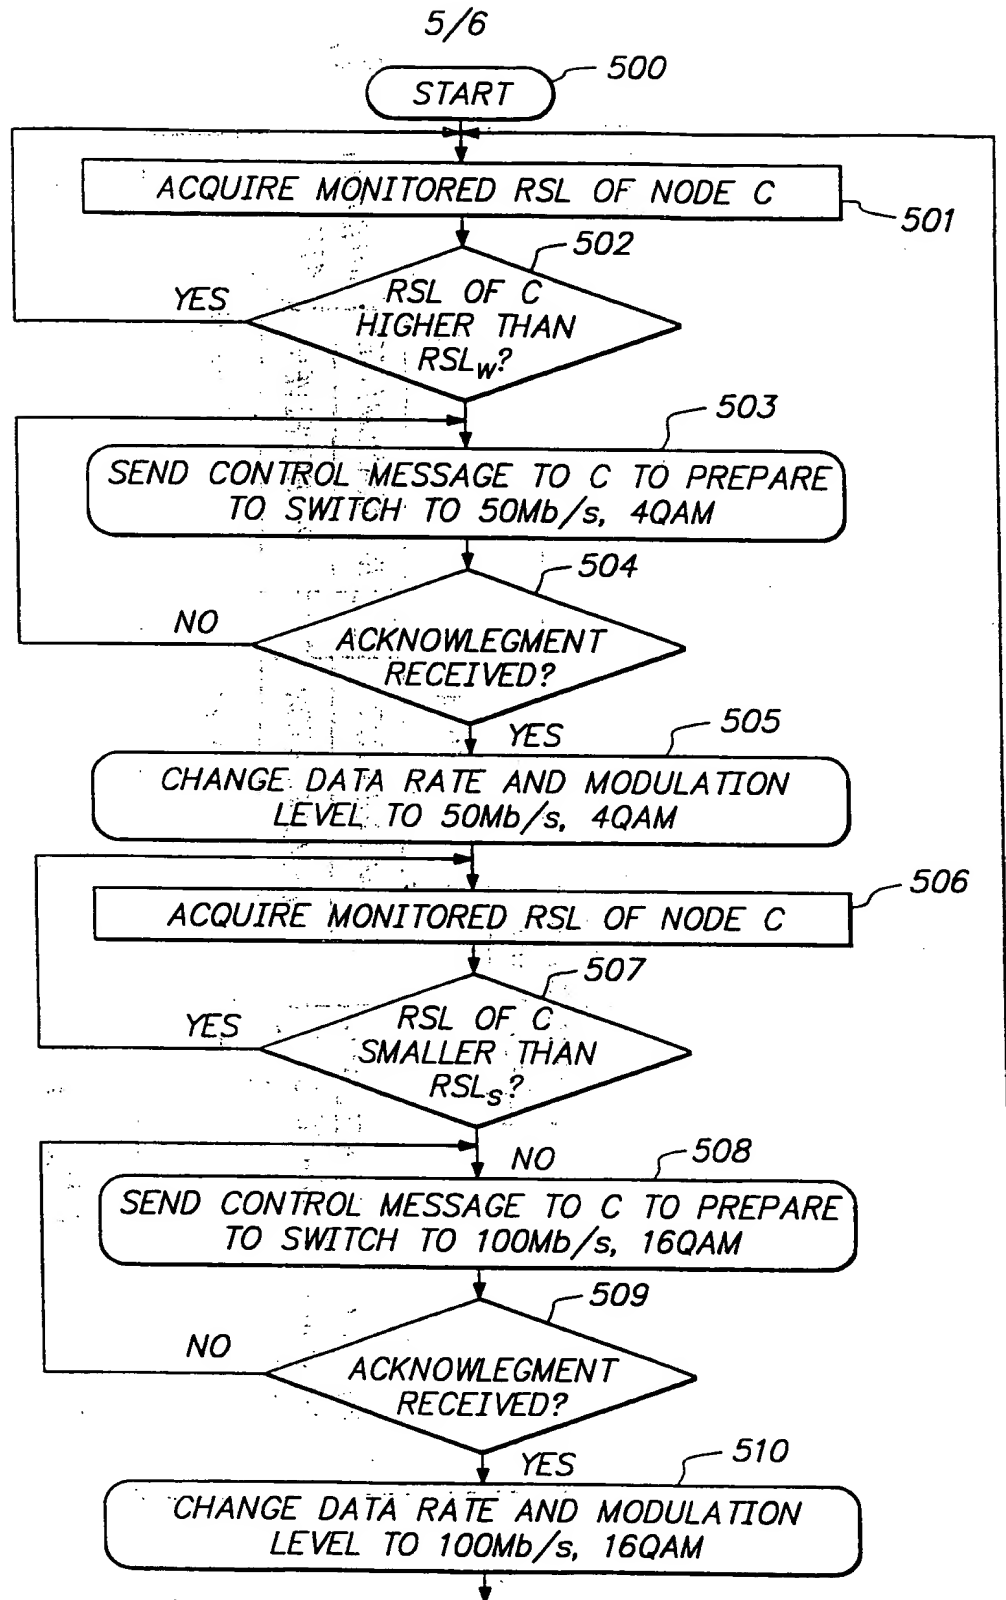 5/6
500
START
ACQUIRE MONITORED RSL OF NODE C
501
502
YES
RSL OF C
HIGHER THAN
RSLW?
503
SEND CONTROL MESSAGE TO C TO PREPARE
TO SWITCH TO 50Mb/s, 4QAM
504
NO
ACKNOWLEGMENT
RECEIVED?
YES
505
CHANGE DATA RATE AND MODULATION
LEVEL TO 50Mb/s, 4QAM
506
ACQUIRE MONITORED RSL OF NODE C
507
YES
RSL OF C
SMALLER THAN
RSLS?
NO
508
SEND CONTROL MESSAGE TO C TO PREPARE
TO SWITCH TO 100Mb/s, 16QAM
509
NO
ACKNOWLEGMENT
RECEIVED?
YES
510
CHANGE DATA RATE AND MODULATION
LEVEL TO 100Mb/s, 16QAM